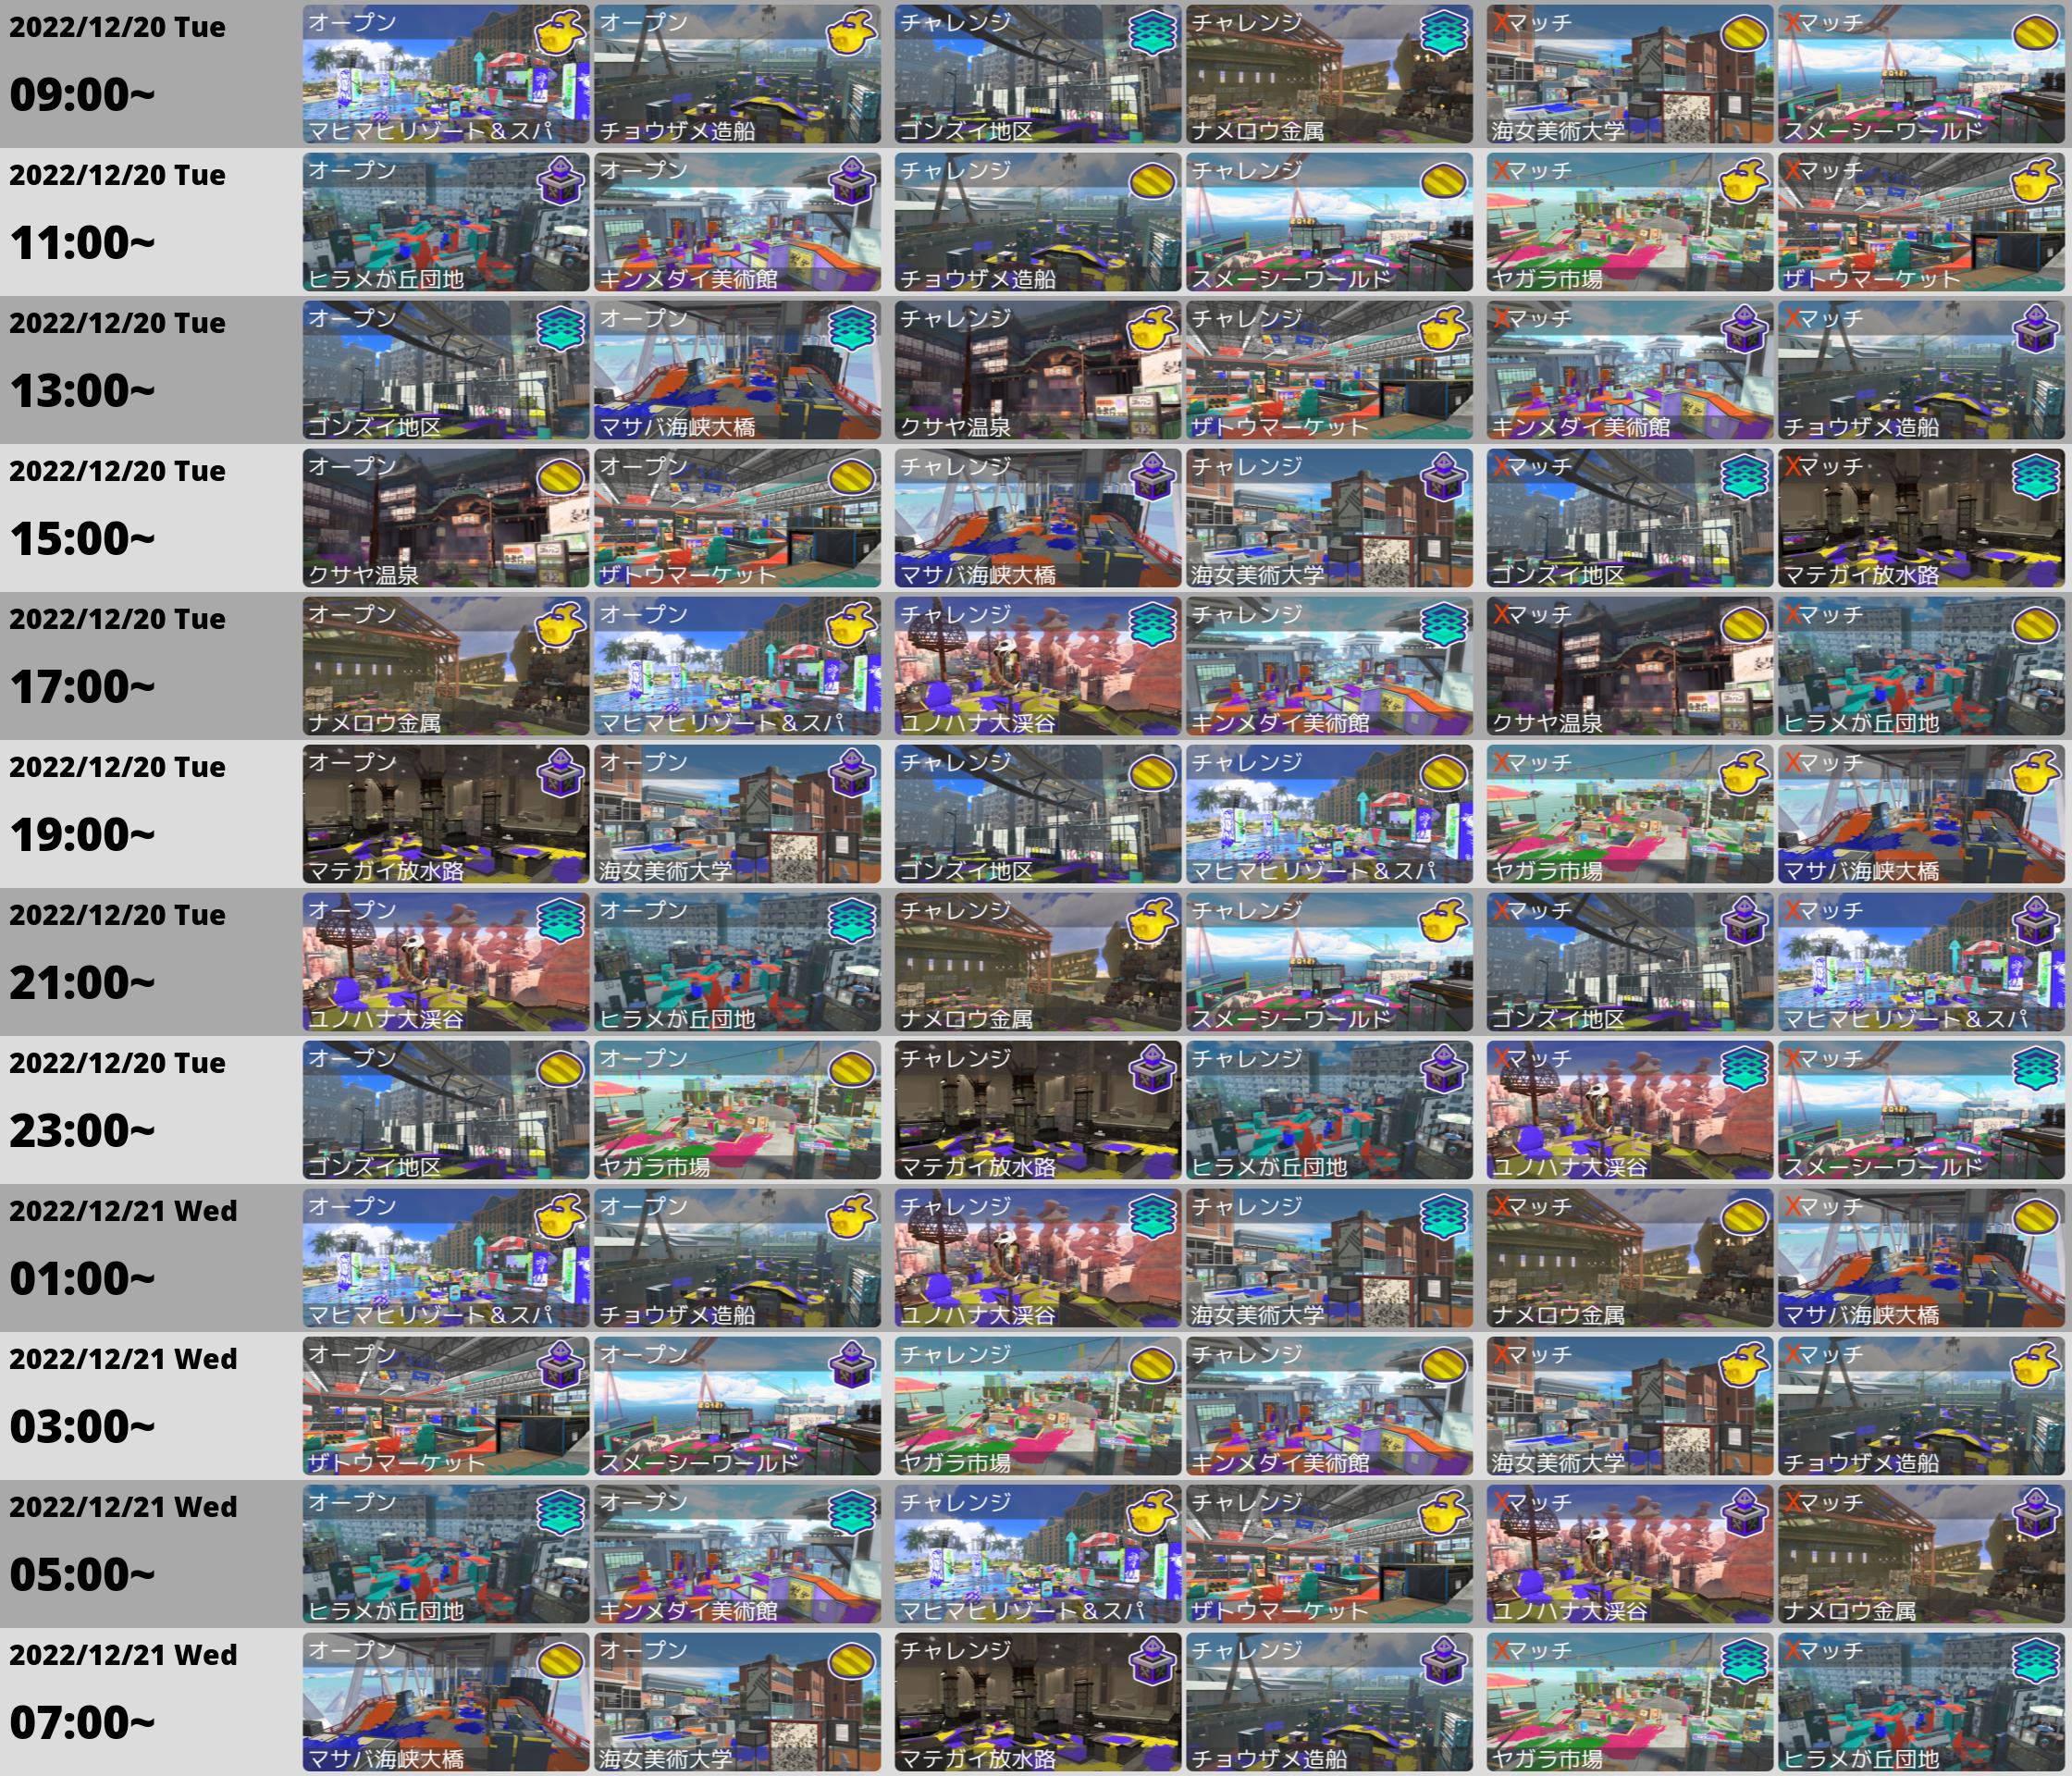 2022/12/20 Tue
09:00~
オープン
マヒマヒリゾート＆スパ
オープン
チョウザメ造船
チャレンジ
ゴンズイ地区
チャレンジ
ナメロウ金属
Xマッチ
海女美術大学
Xマッチ
スメーシーワールド
2022/12/20 Tue
11:00~
オープン
ヒラメが丘団地
オープン
キンメダイ美術館
チャレンジ
チョウザメ造船
チャレンジ
スメーシーワールド
Xマッチ
ヤガラ市場
Xマッチ
ザトウマーケット
2022/12/20 Tue
13:00~
オープン
ゴンズイ地区
オープン
マサバ海峡大橋
チャレンジ
クサヤ温泉
チャレンジ
ザトウマーケット
Xマッチ
キンメダイ美術館
Xマッチ
チョウザメ造船
2022/12/20 Tue
15:00~
オープン
クサヤ温泉
オープン
ザトウマーケット
チャレンジ
マサバ海峡大橋
チャレンジ
海女美術大学
Xマッチ
ゴンズイ地区
Xマッチ
マテガイ放水路
2022/12/20 Tue
17:00~
オープン
ナメロウ金属
オープン
マヒマヒリゾート＆スパ
チャレンジ
ユノハナ大渓谷
チャレンジ
キンメダイ美術館
Xマッチ
クサヤ温泉
Xマッチ
ヒラメが丘団地
2022/12/20 Tue
19:00~
オープン
マテガイ放水路
オープン
海女美術大学
チャレンジ
ゴンズイ地区
チャレンジ
マヒマヒリゾート＆スパ
Xマッチ
ヤガラ市場
Xマッチ
マサバ海峡大橋
2022/12/20 Tue
21:00~
オープン
ユノハナ大渓谷
オープン
ヒラメが丘団地
チャレンジ
ナメロウ金属
チャレンジ
スメーシーワールド
Xマッチ
ゴンズイ地区
Xマッチ
マヒマヒリゾート＆スパ
2022/12/20 Tue
23:00~
オープン
ゴンズイ地区
オープン
ヤガラ市場
チャレンジ
マテガイ放水路
チャレンジ
ヒラメが丘団地
Xマッチ
ユノハナ大渓谷
Xマッチ
スメーシーワールド
2022/12/21 Wed
01:00~
オープン
マヒマヒリゾート＆スパ
オープン
チョウザメ造船
チャレンジ
ユノハナ大渓谷
チャレンジ
海女美術大学
Xマッチ
ナメロウ金属
Xマッチ
マサバ海峡大橋
2022/12/21 Wed
03:00~
オープン
ザトウマーケット
オープン
スメーシーワールド
チャレンジ
ヤガラ市場
チャレンジ
キンメダイ美術館
Xマッチ
海女美術大学
Xマッチ
チョウザメ造船
2022/12/21 Wed
05:00~
オープン
ヒラメが丘団地
オープン
キンメダイ美術館
チャレンジ
マヒマヒリゾート＆スパ
チャレンジ
ザトウマーケット
Xマッチ
ユノハナ大渓谷
Xマッチ
ナメロウ金属
2022/12/21 Wed
07:00~
オープン
マサバ海峡大橋
オープン
海女美術大学
チャレンジ
マテガイ放水路
チャレンジ
チョウザメ造船
Xマッチ
ヤガラ市場
Xマッチ
ヒラメが丘団地